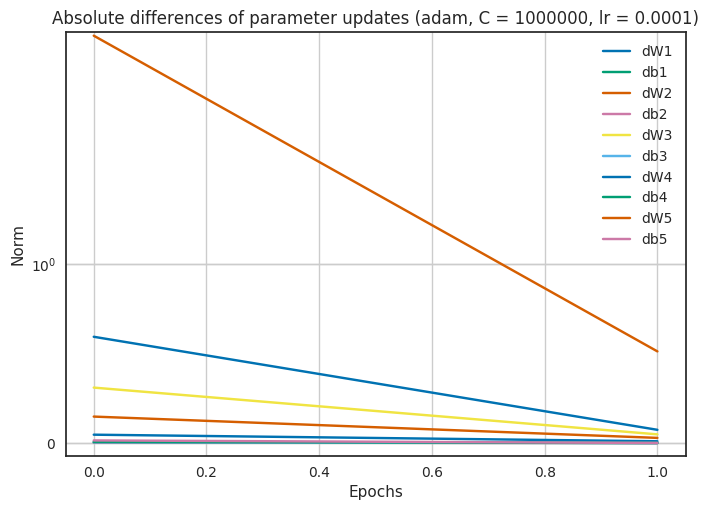 Absolute differences of parameter updates (adam, C = 1000000, lr = 0.0001)
dW1
db1
dW2
db2
dW3
db3
dW4
db4
dW5
db5
Norm
10⁰
0
0.0 0.2 0.4 0.6 0.8 1.0
Epochs